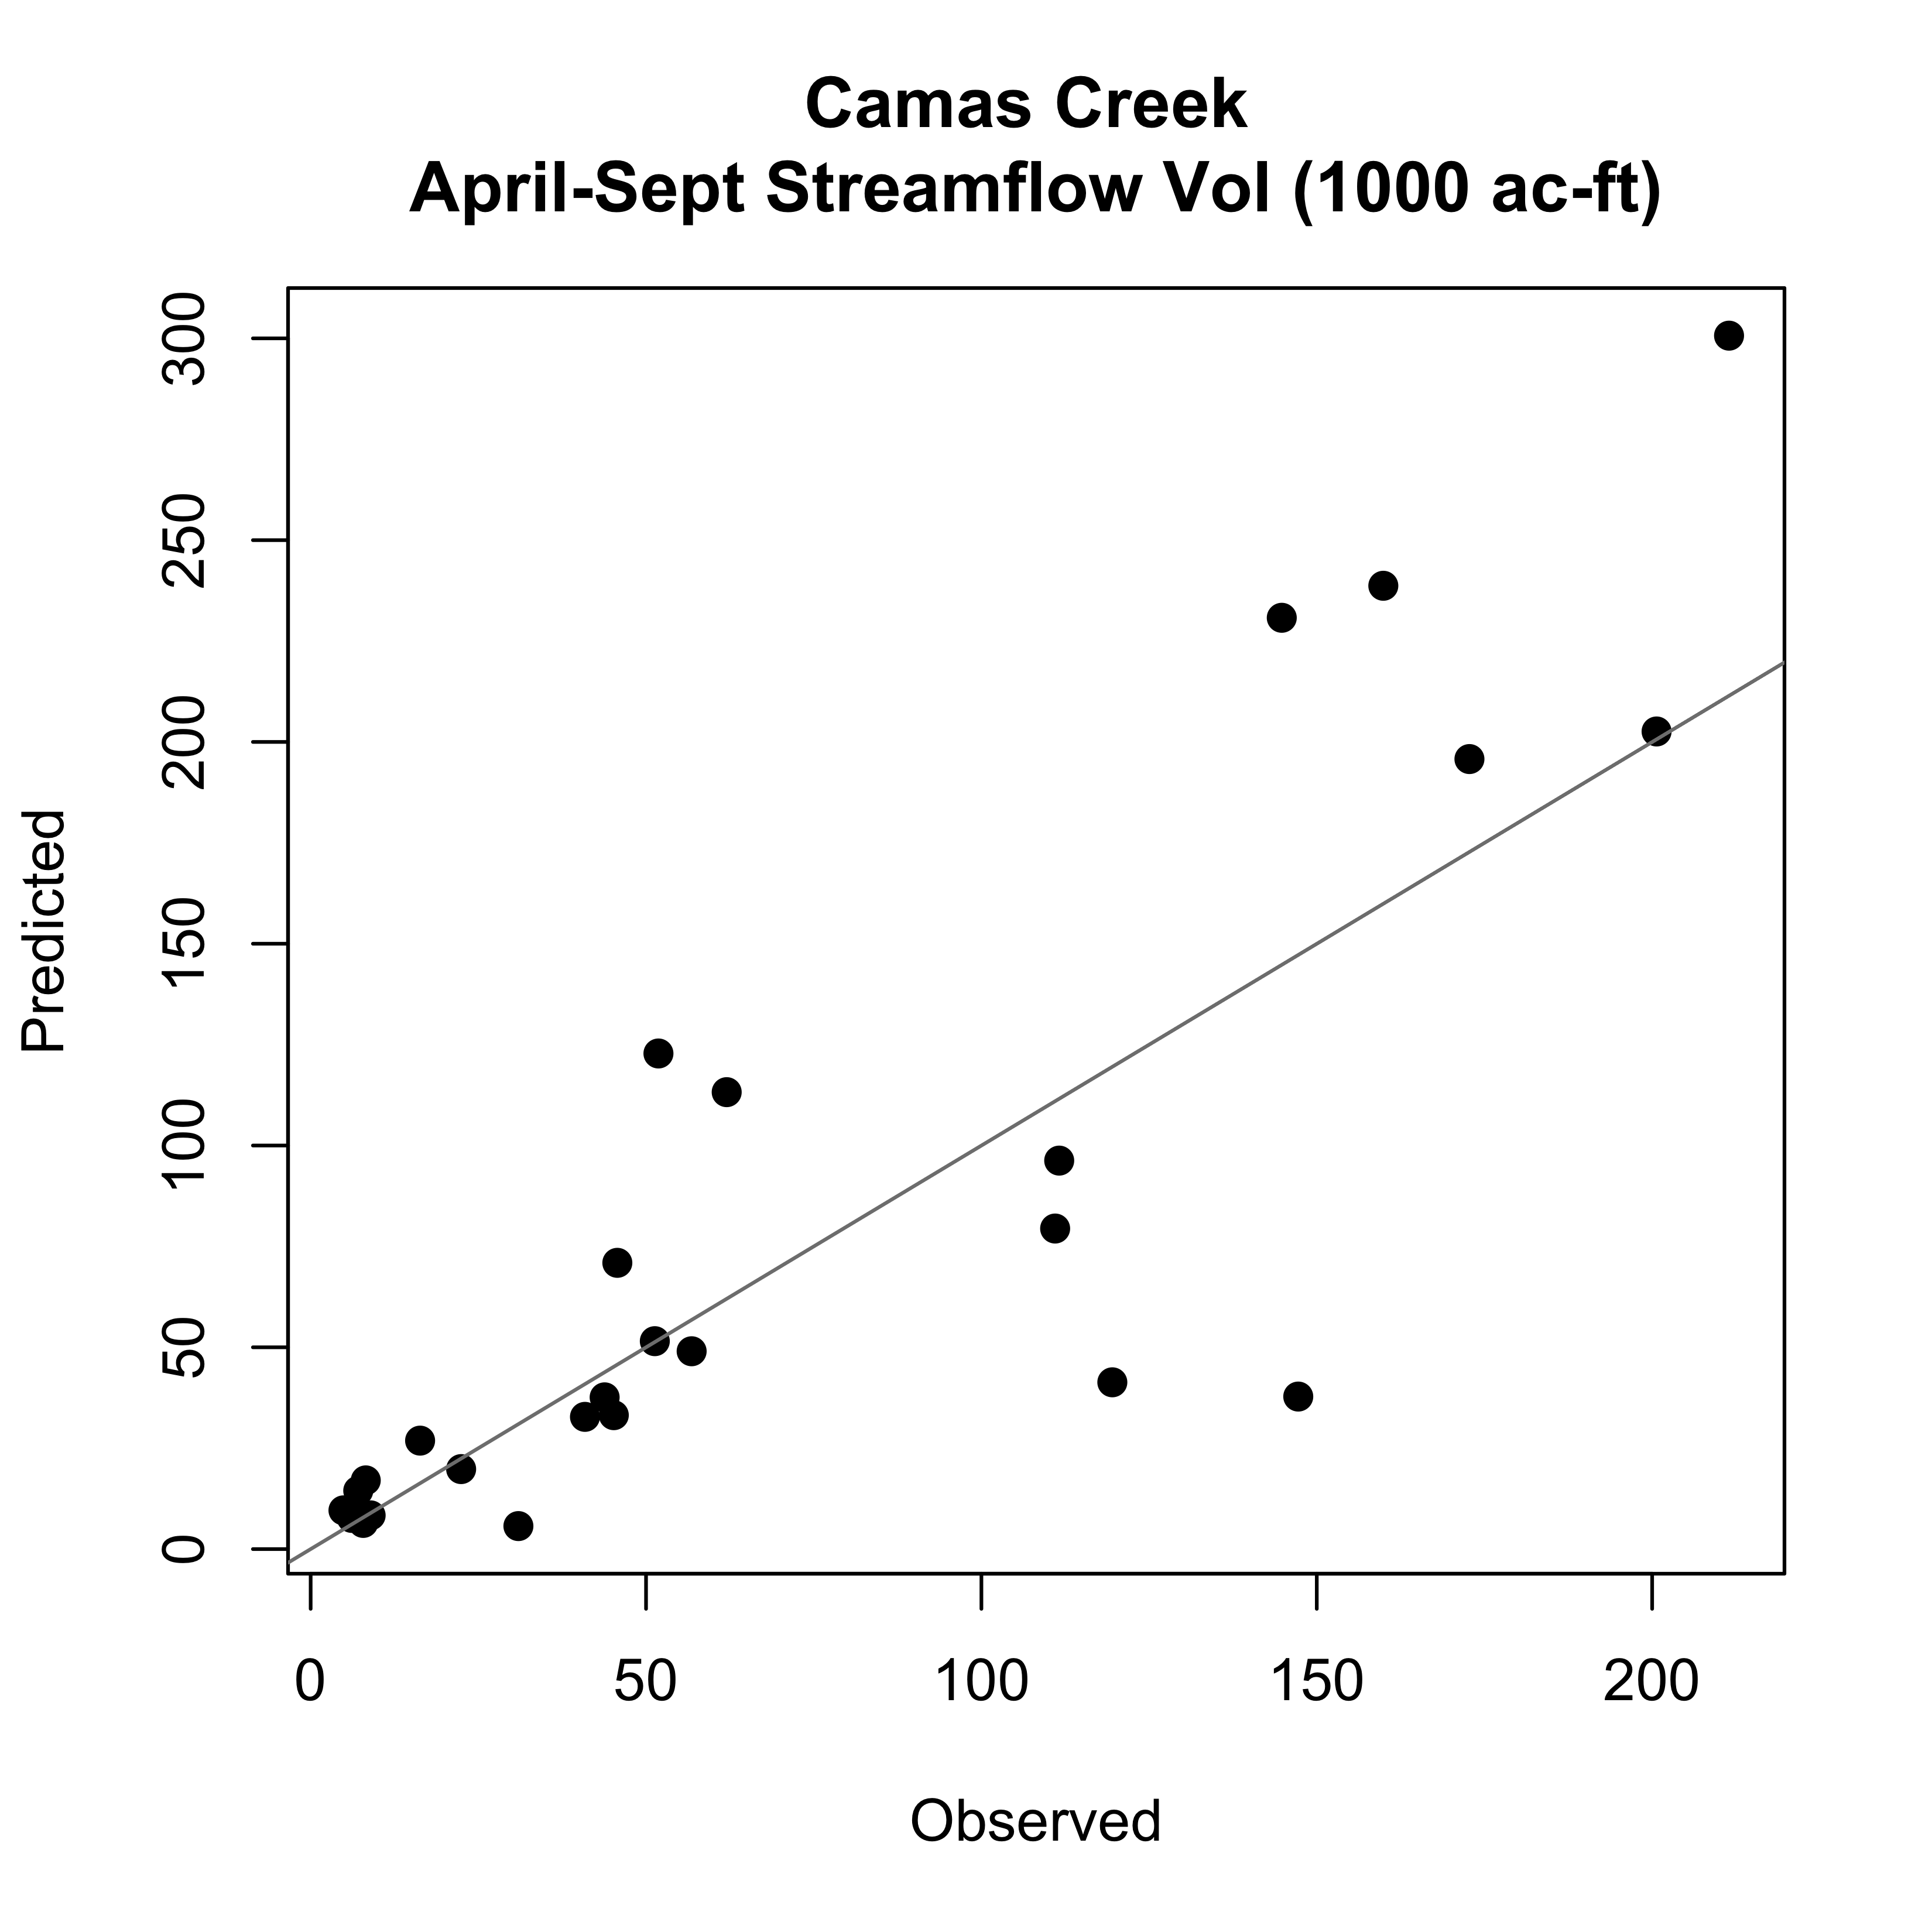 Camas Creek
April-Sept Streamflow Vol (1000 ac-ft)
300
250
200
150
100
50
0
Predicted
0 50 100 150 200
Observed